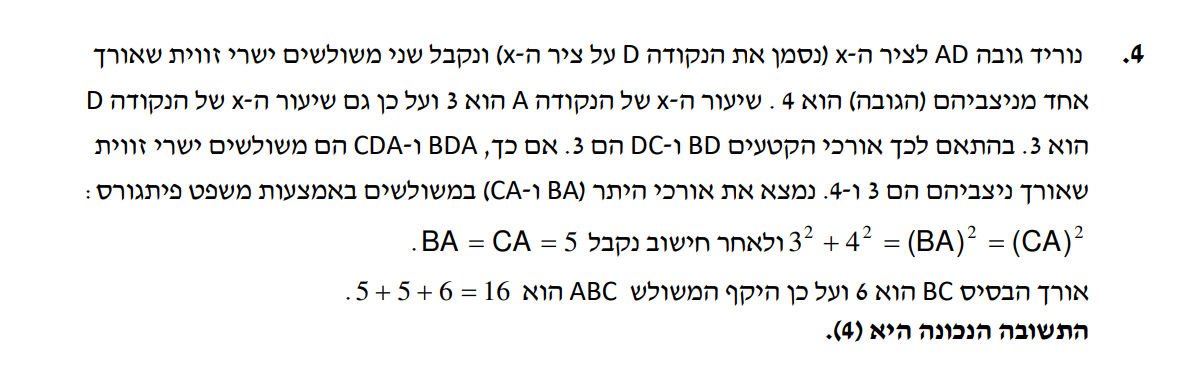 4. נוריד גובה AD לציר ה-x (נסמן את הנקודה D על ציר ה-x) ונקבל שני משולשים ישרי זווית שאורך
אחד מניצביהם (הגובה) הוא 4 . שיעור ה-x של הנקודה A הוא 3 ועל כן גם שיעור ה-x של הנקודה D
הוא 3. בהתאם לכך אורכי הקטעים BD ו-DC הם 3. אם כך, BDA ו-CDA הם משולשים ישרי זווית
שאורך ניצביהם הם 3 ו-4. נמצא את אורכי היתר (BA ו-CA) במשולשים באמצעות משפט פיתגורס :
3² + 4² = (BA)² = (CA)² ולאחר חישוב נקבל BA = CA = 5 .
אורך הבסיס BC הוא 6 ועל כן היקף המשולש ABC הוא 5 + 5 + 6 = 16 .
התשובה הנכונה היא (4).